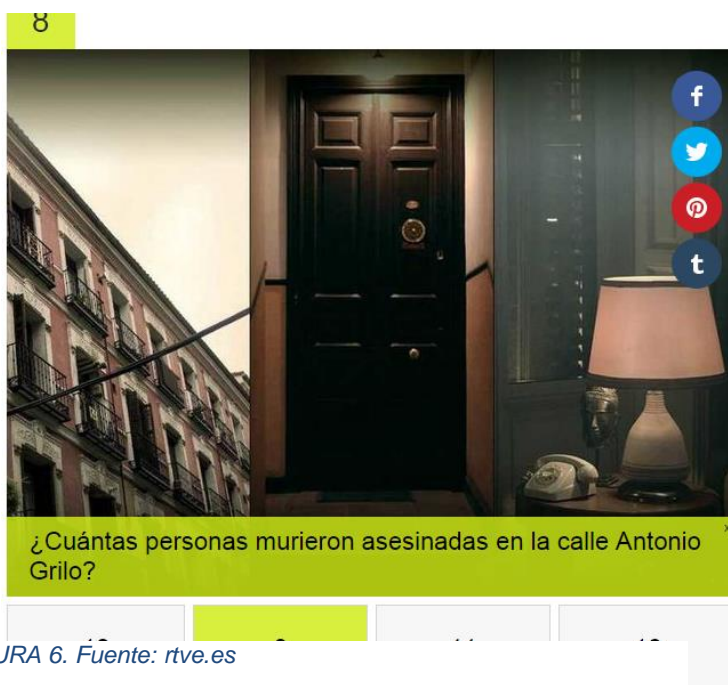 8
f
t
¿Cuántas personas murieron asesinadas en la calle Antonio
Grilo?
URA 6. Fuente: rtve.es